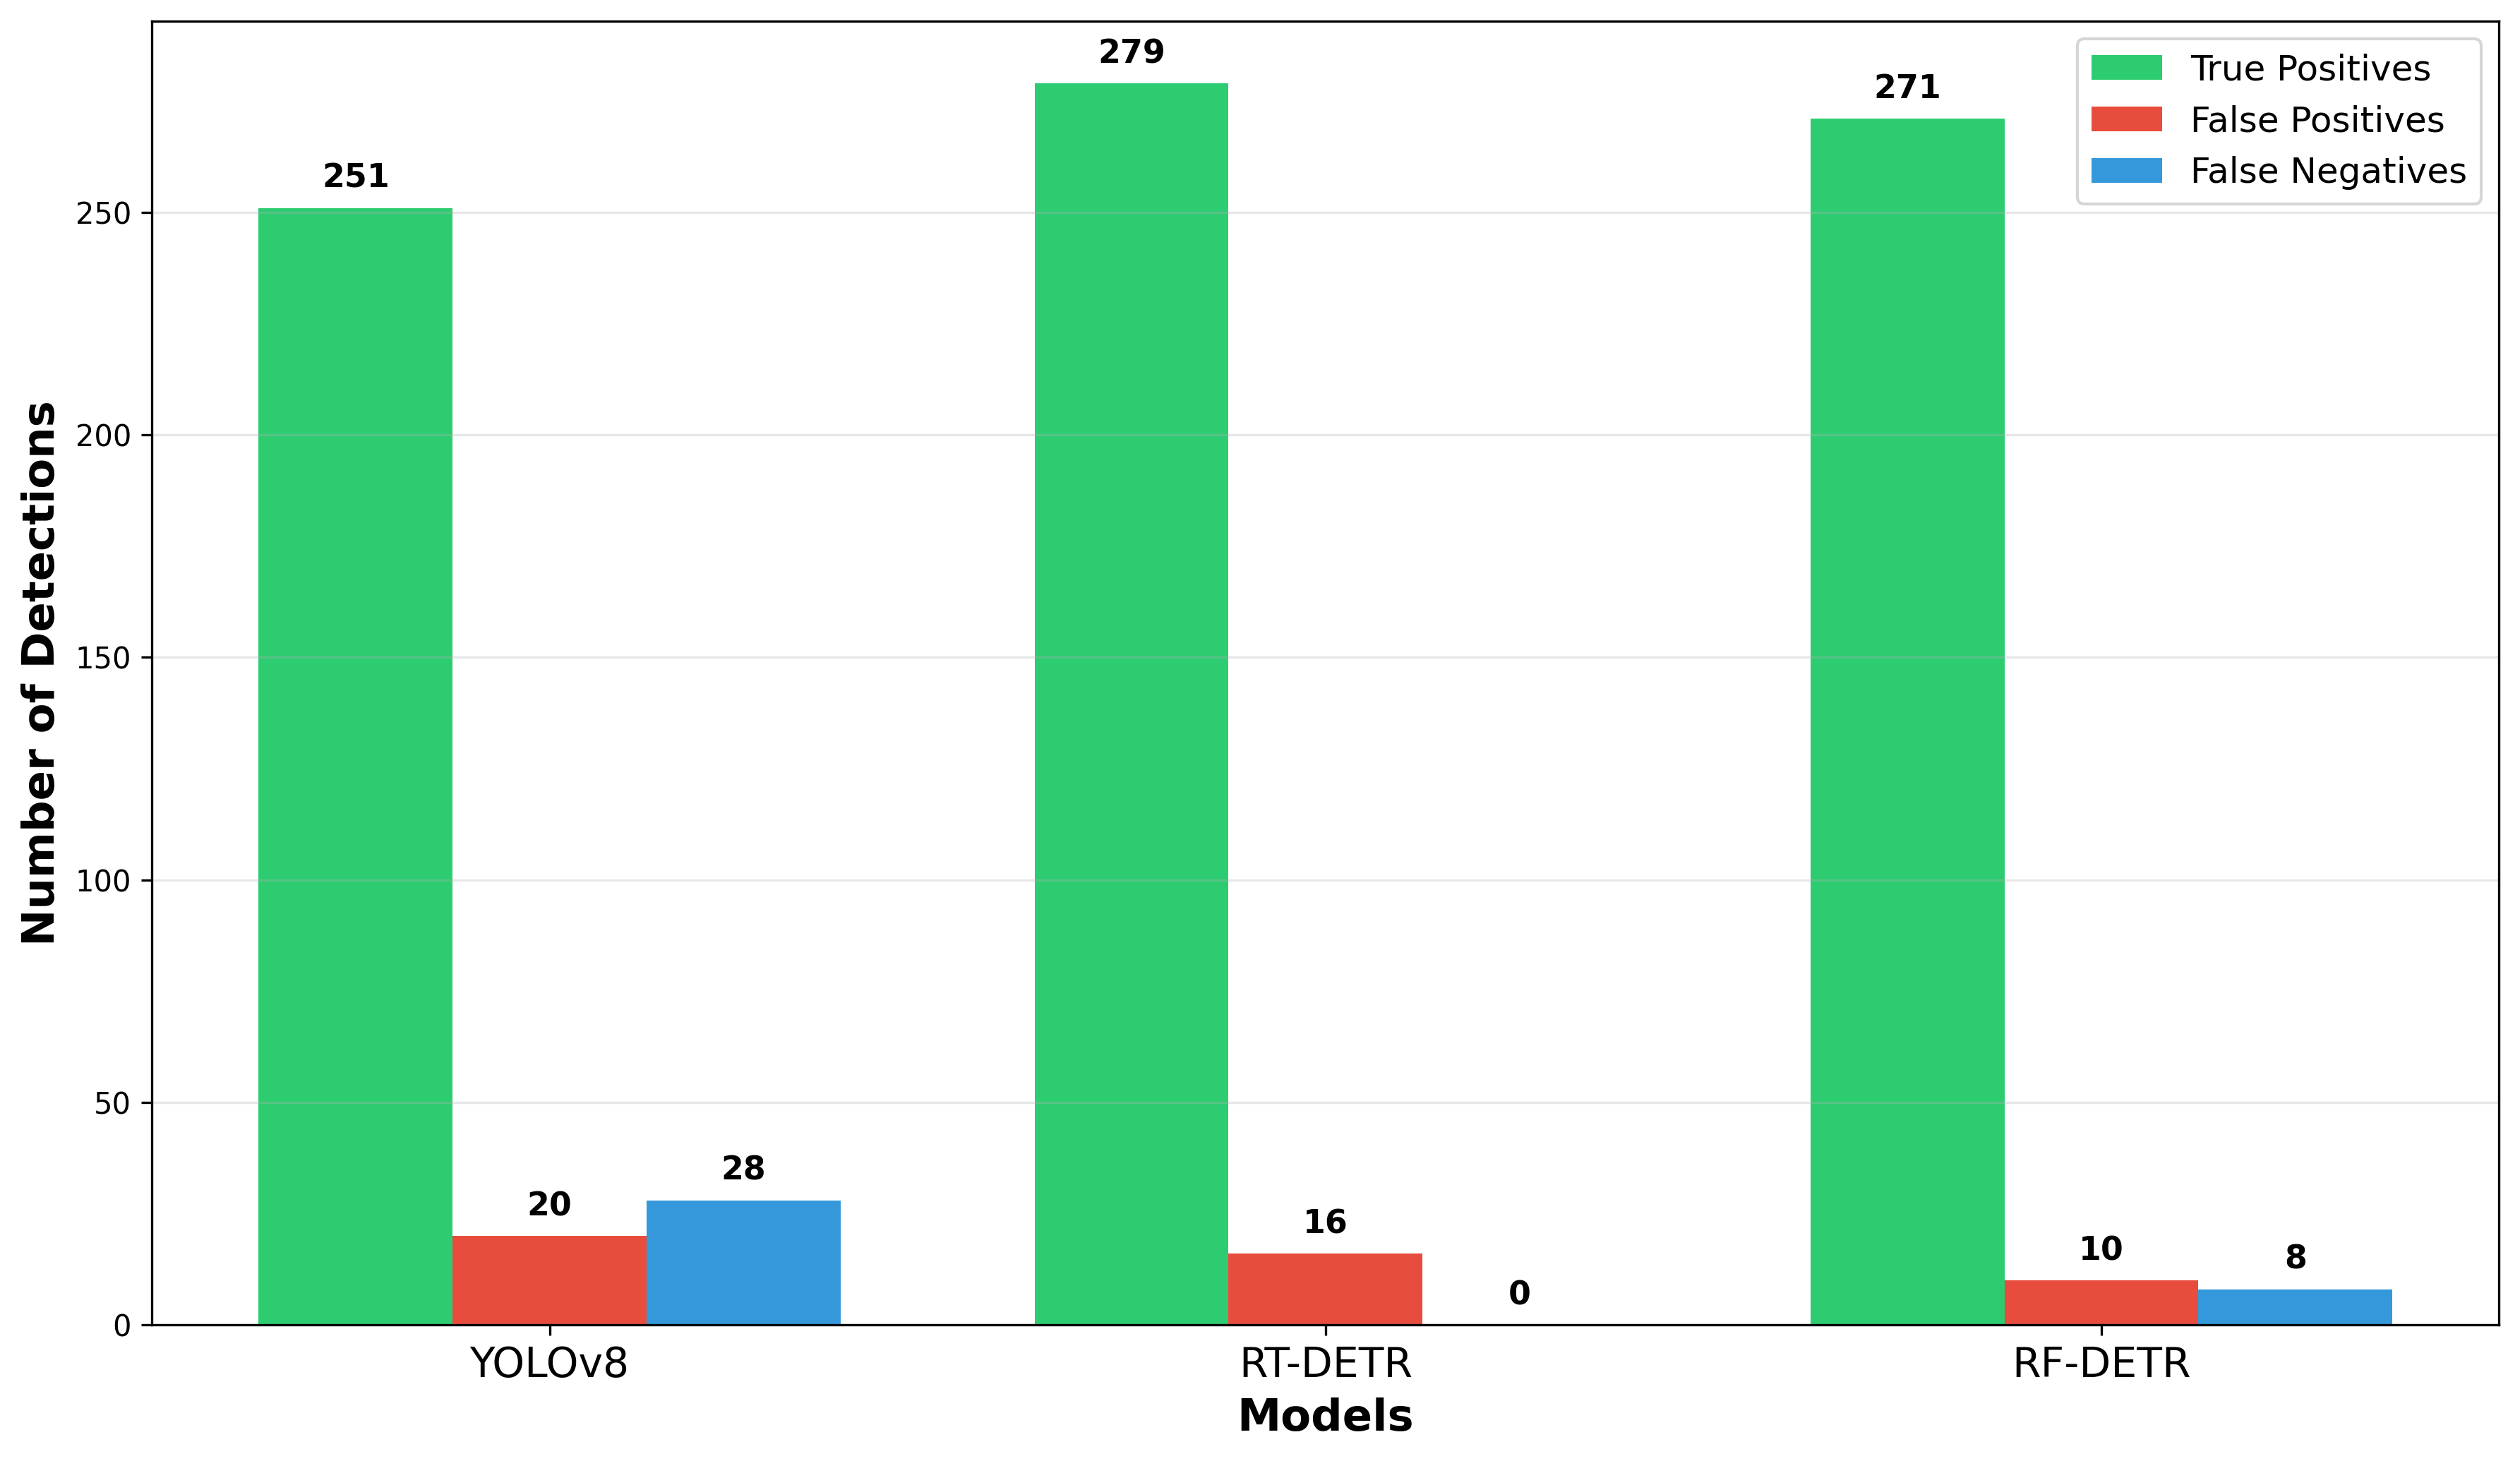 279
271
251
True Positives
False Positives
False Negatives
Number of Detections
250
200
150
100
50
0
20
28
16
0
10
8
YOLOv8
RT-DETR
RF-DETR
Models